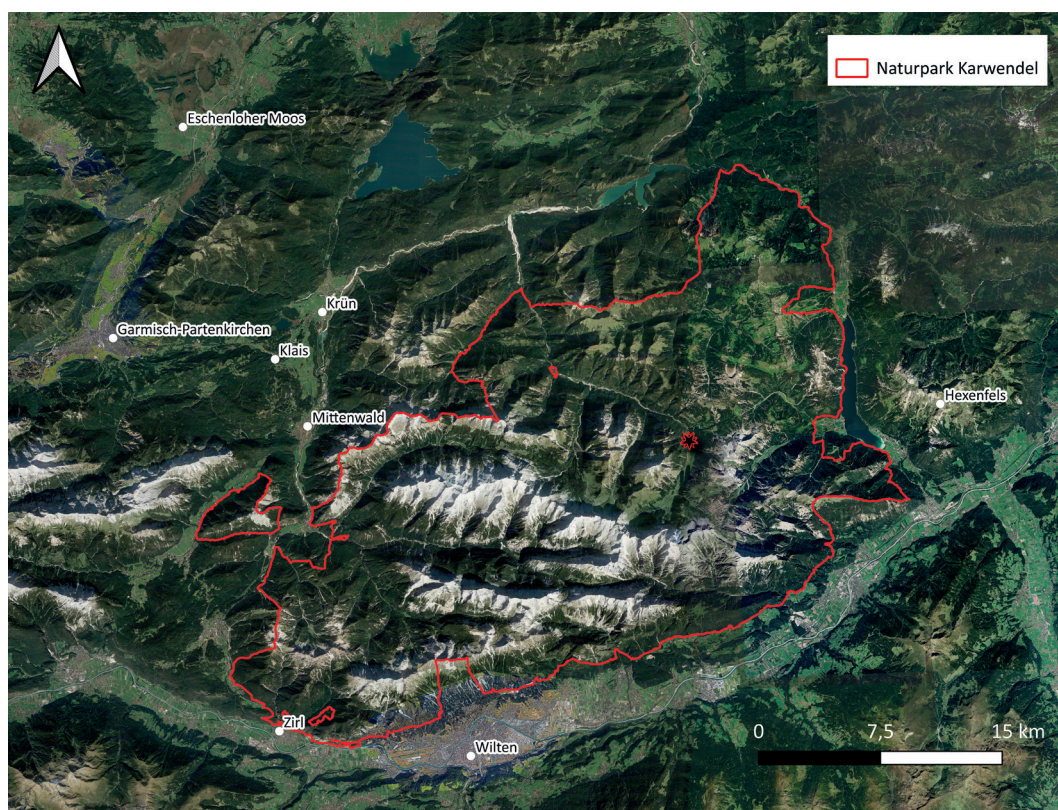 Naturpark Karwendel
Eschenloher Moos
Krün
Garmisch-Partenkirchen
Klais
Hexenfels
Mittenwald
Zirl
Wilten
0 7,5 15 km